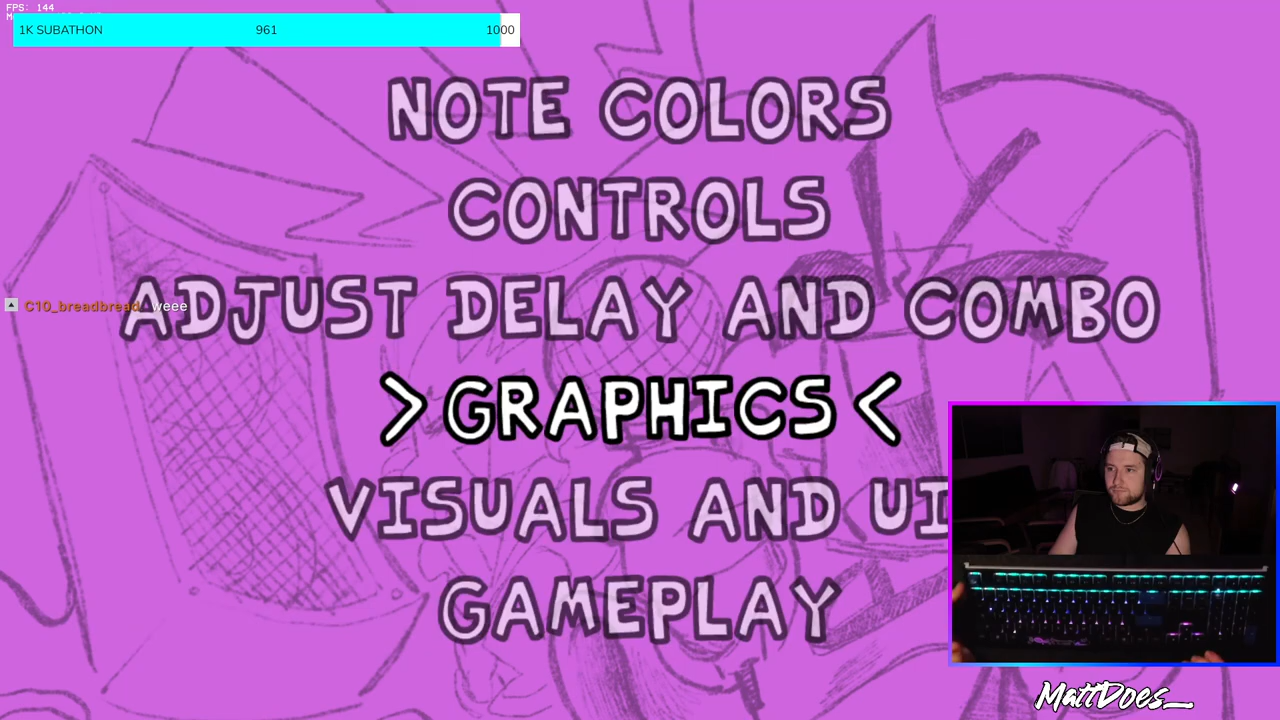 FPS: 144
1K SUBATHON 961 1000
NOTE COLORS
CONTROLS
ADJUST DELAY AND COMBO
C10_breadbread: weee
>GRAPHICS<
VISUALS AND UI
GAMEPLAY
MattDoes_